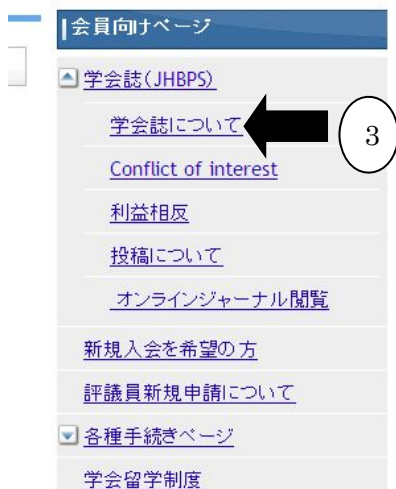 会員向けページ
学会誌（JHBPS）
学会誌について
3
Conflict of interest
利益相反
投稿について
オンラインジャーナル閲覧
新規入会を希望の方
評議員新規申請について
各種手続きページ
学会留学制度